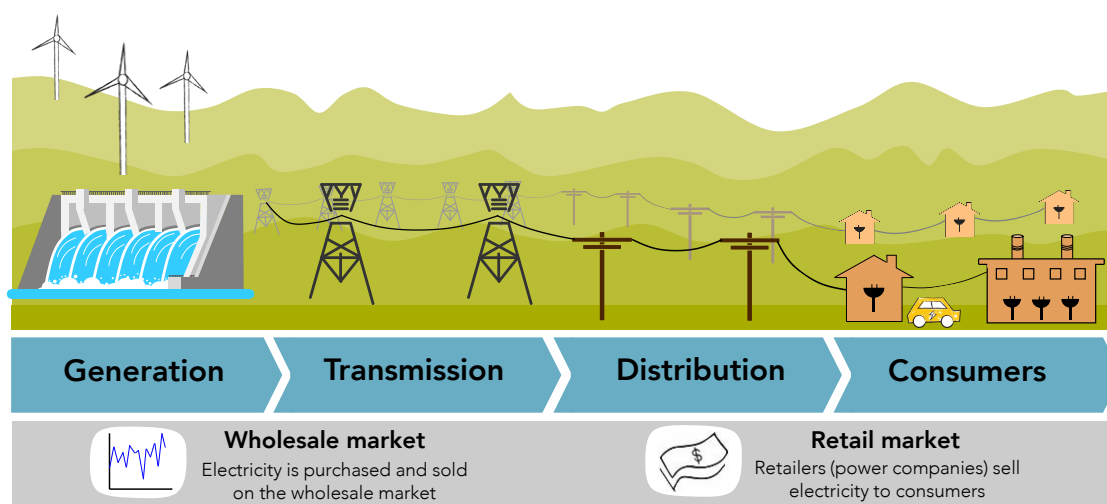 Generation
Transmission
Distribution
Consumers
Wholesale market
Electricity is purchased and sold
on the wholesale market
$
Retail market
Retailers (power companies) sell
electricity to consumers